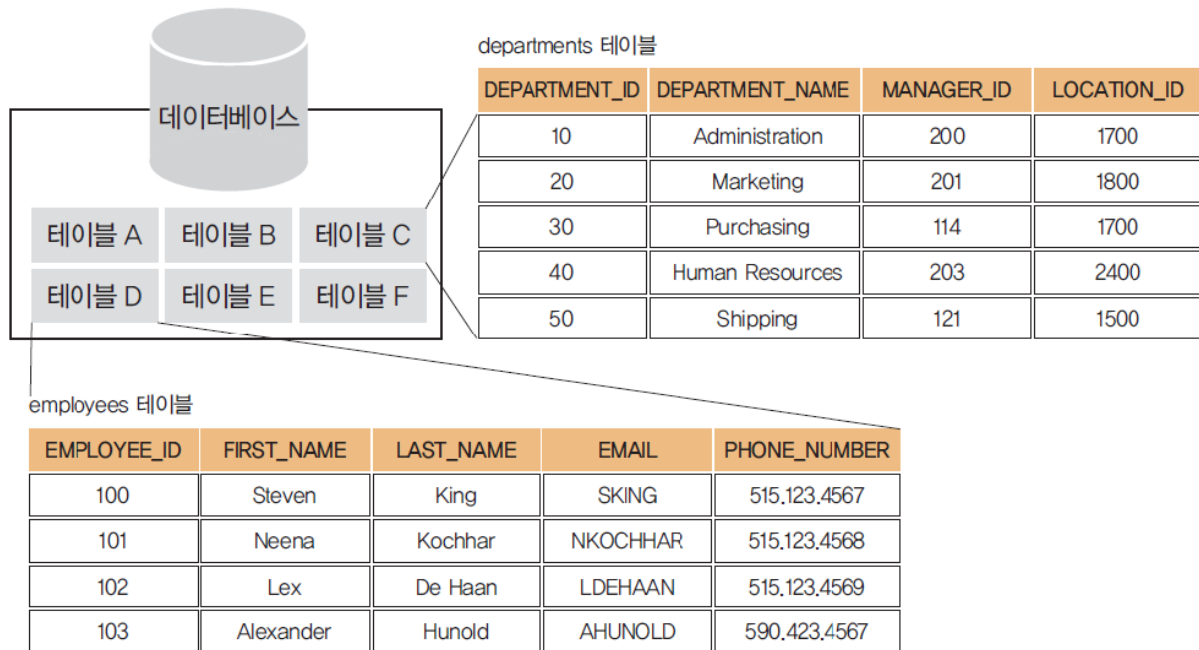 데이터베이스
테이블 A 테이블 B 테이블 C
테이블 D 테이블 E 테이블 F
departments 테이블
DEPARTMENT_ID DEPARTMENT_NAME MANAGER_ID LOCATION_ID
10 Administration 200 1700
20 Marketing 201 1800
30 Purchasing 114 1700
40 Human Resources 203 2400
50 Shipping 121 1500
employees 테이블
EMPLOYEE_ID FIRST_NAME LAST_NAME EMAIL PHONE_NUMBER
100 Steven King SKING 515.123.4567
101 Neena Kochhar NKOCHHAR 515.123.4568
102 Lex De Haan LDEHAAN 515.123.4569
103 Alexander Hunold AHUNOLD 590.423.4567